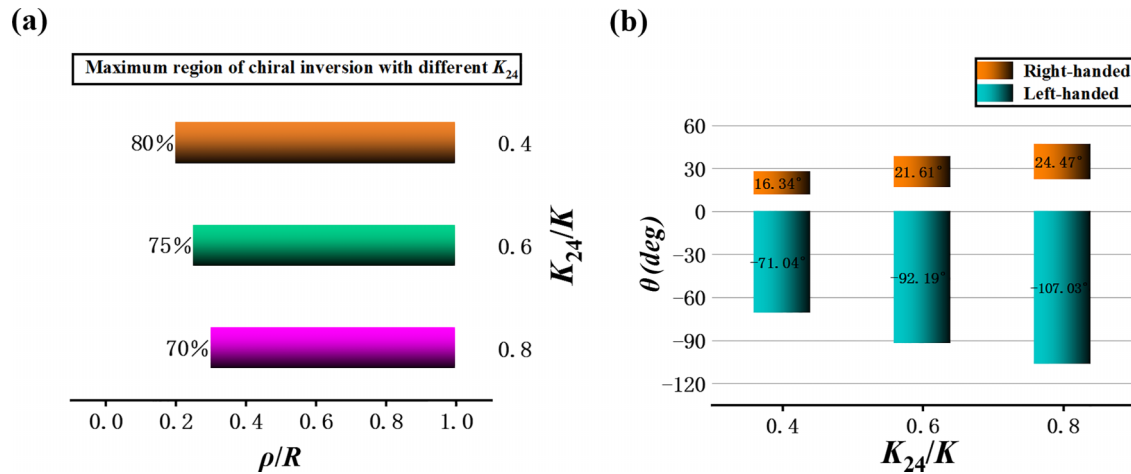 (a)
Maximum region of chiral inversion with different K24
80%
0.4
75%
0.6
70%
0.8
K24/K
0.0 0.2 0.4 0.6 0.8 1.0
ρ/R
(b)
Right-handed
Left-handed
60
30
0
−30
−60
−90
−120
θ(deg)
16.34°
21.61°
24.47°
−71.04°
−92.19°
−107.03°
0.4 0.6 0.8
K24/K